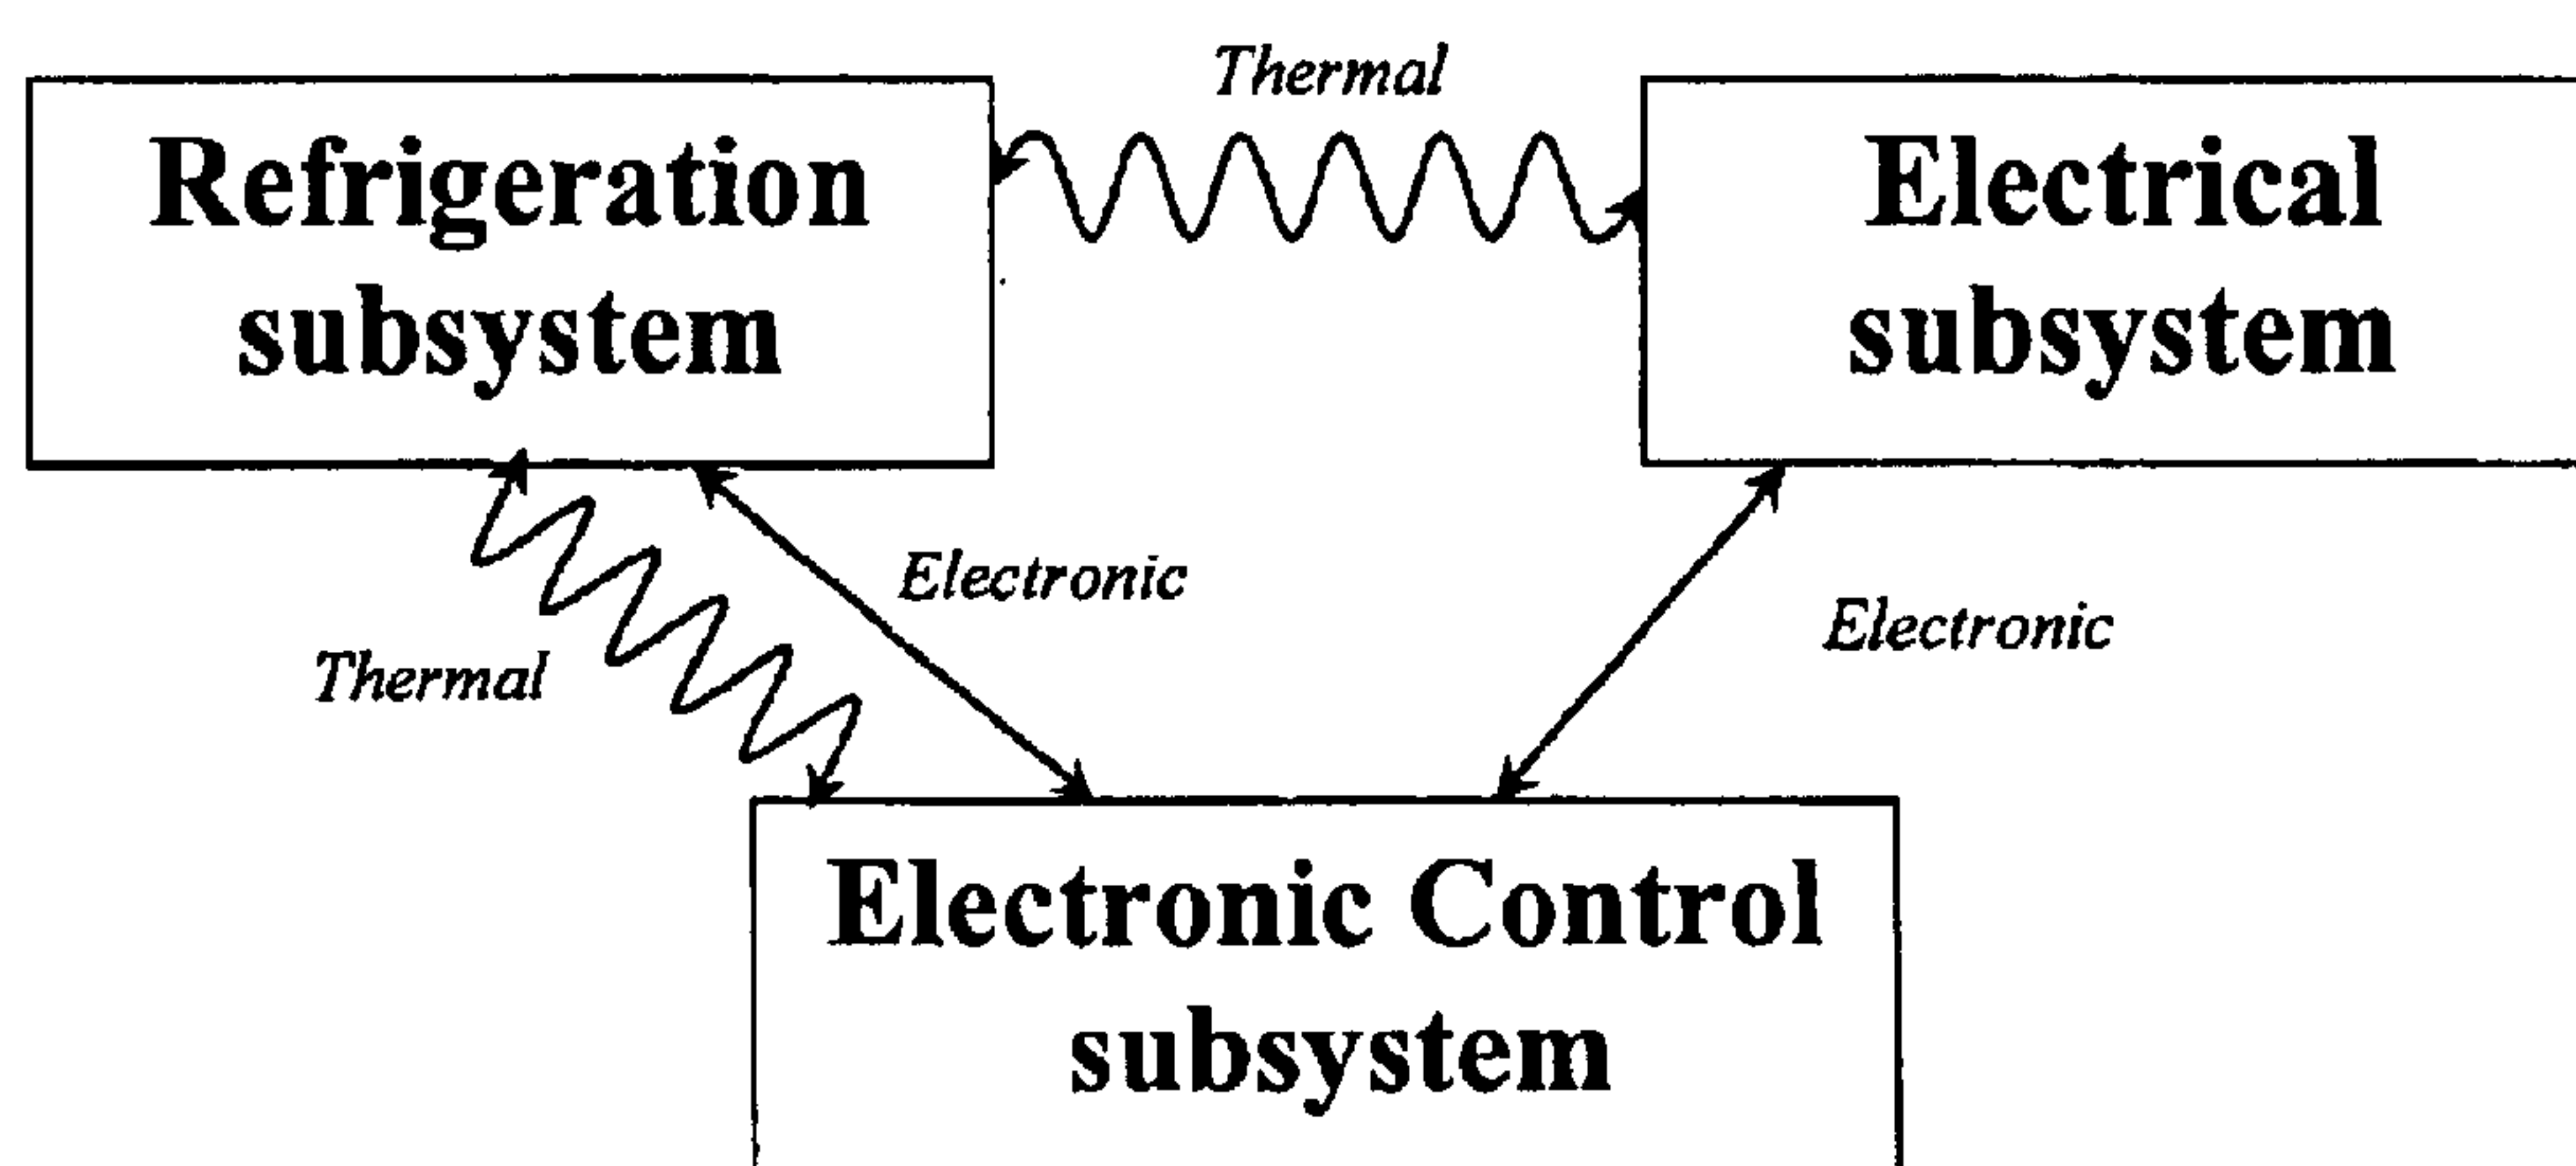 Thermal
Refrigeration
subsystem
Electrical
subsystem
Electronic
Electronic
Thermal
Electronic Control
subsystem